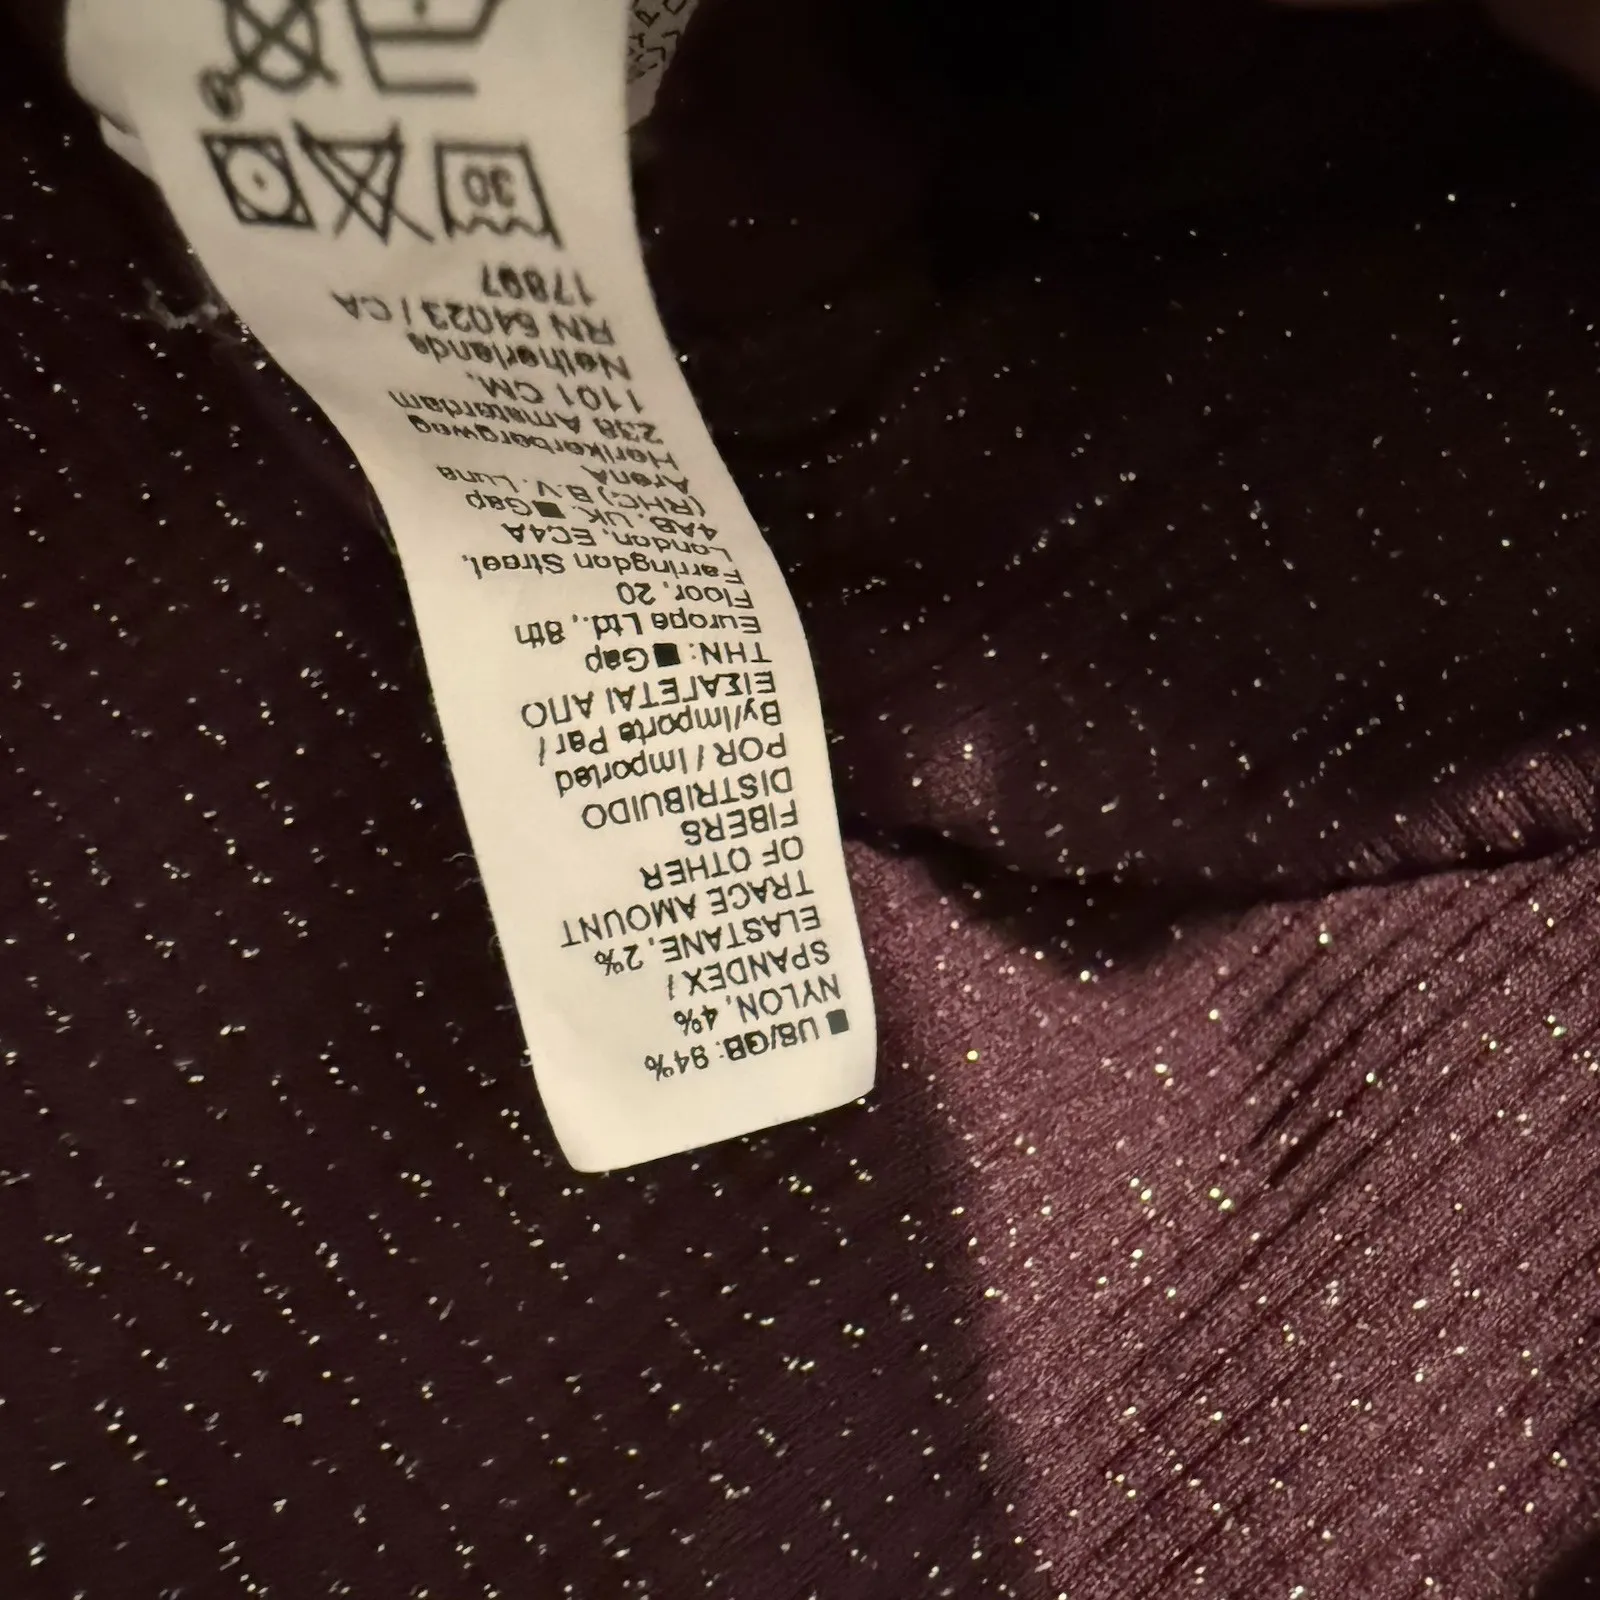 ■ US/GB: 94%
NYLON, 4%
SPANDEX /
ELASTANE, 2%
TRACE AMOUNT
OF OTHER
FIBERS
DISTRIBUIDO
POR / Imported
By/Importe Par /
ΕΙΣΑΓΕΤΑΙ ΑΠΟ
THN: ■ Gap
Europe Ltd., 8th
Floor, 20
Farringdon Street,
London, EC4A
4AB, UK. ■ Gap
(RHC) B.V. Luna
ArenA
Herikerbergweg
238 Amsterdam
1101 CM,
Netherlands
RN 54023 / CA
17897
30